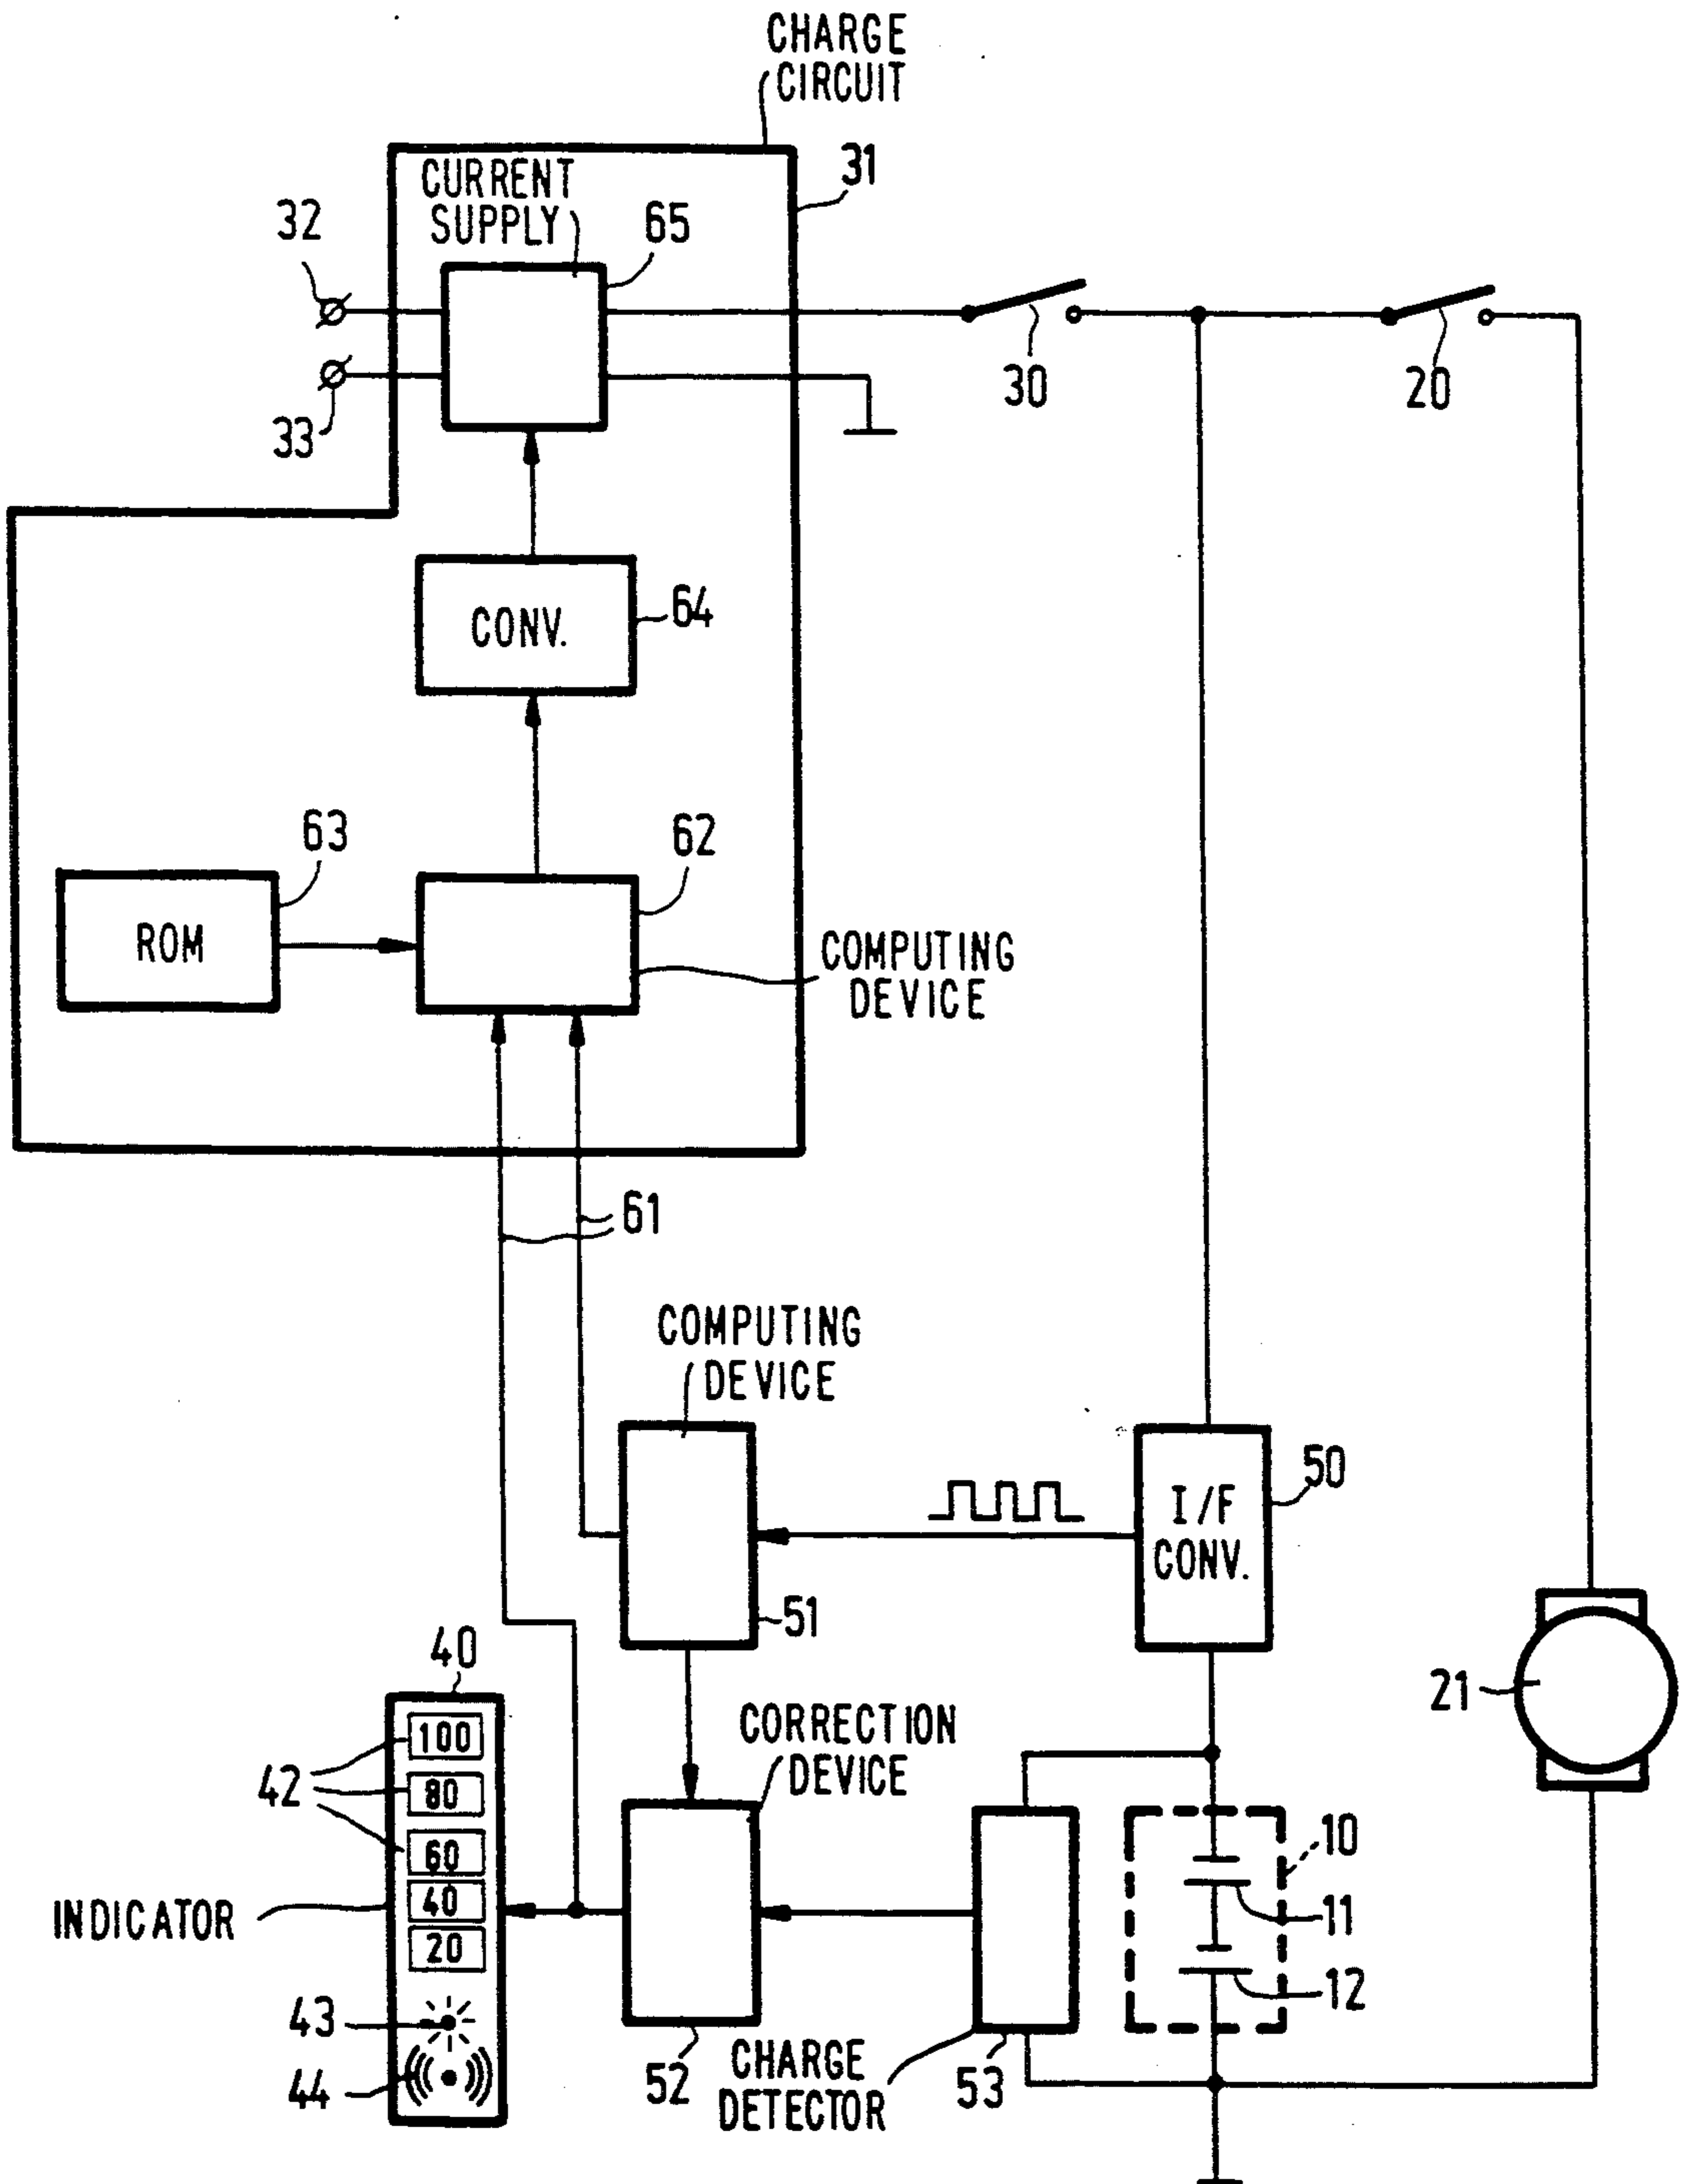 CHARGE
CIRCUIT
31
CURRENT
SUPPLY
65
32
33
30
20
CONV.
64
63
62
ROM
COMPUTING
DEVICE
61
COMPUTING
DEVICE
50
I/F
CONV.
51
40
21
CORRECTION
DEVICE
100
42
80
60
10
INDICATOR
40
11
20
12
43
44
52
CHARGE
DETECTOR
53